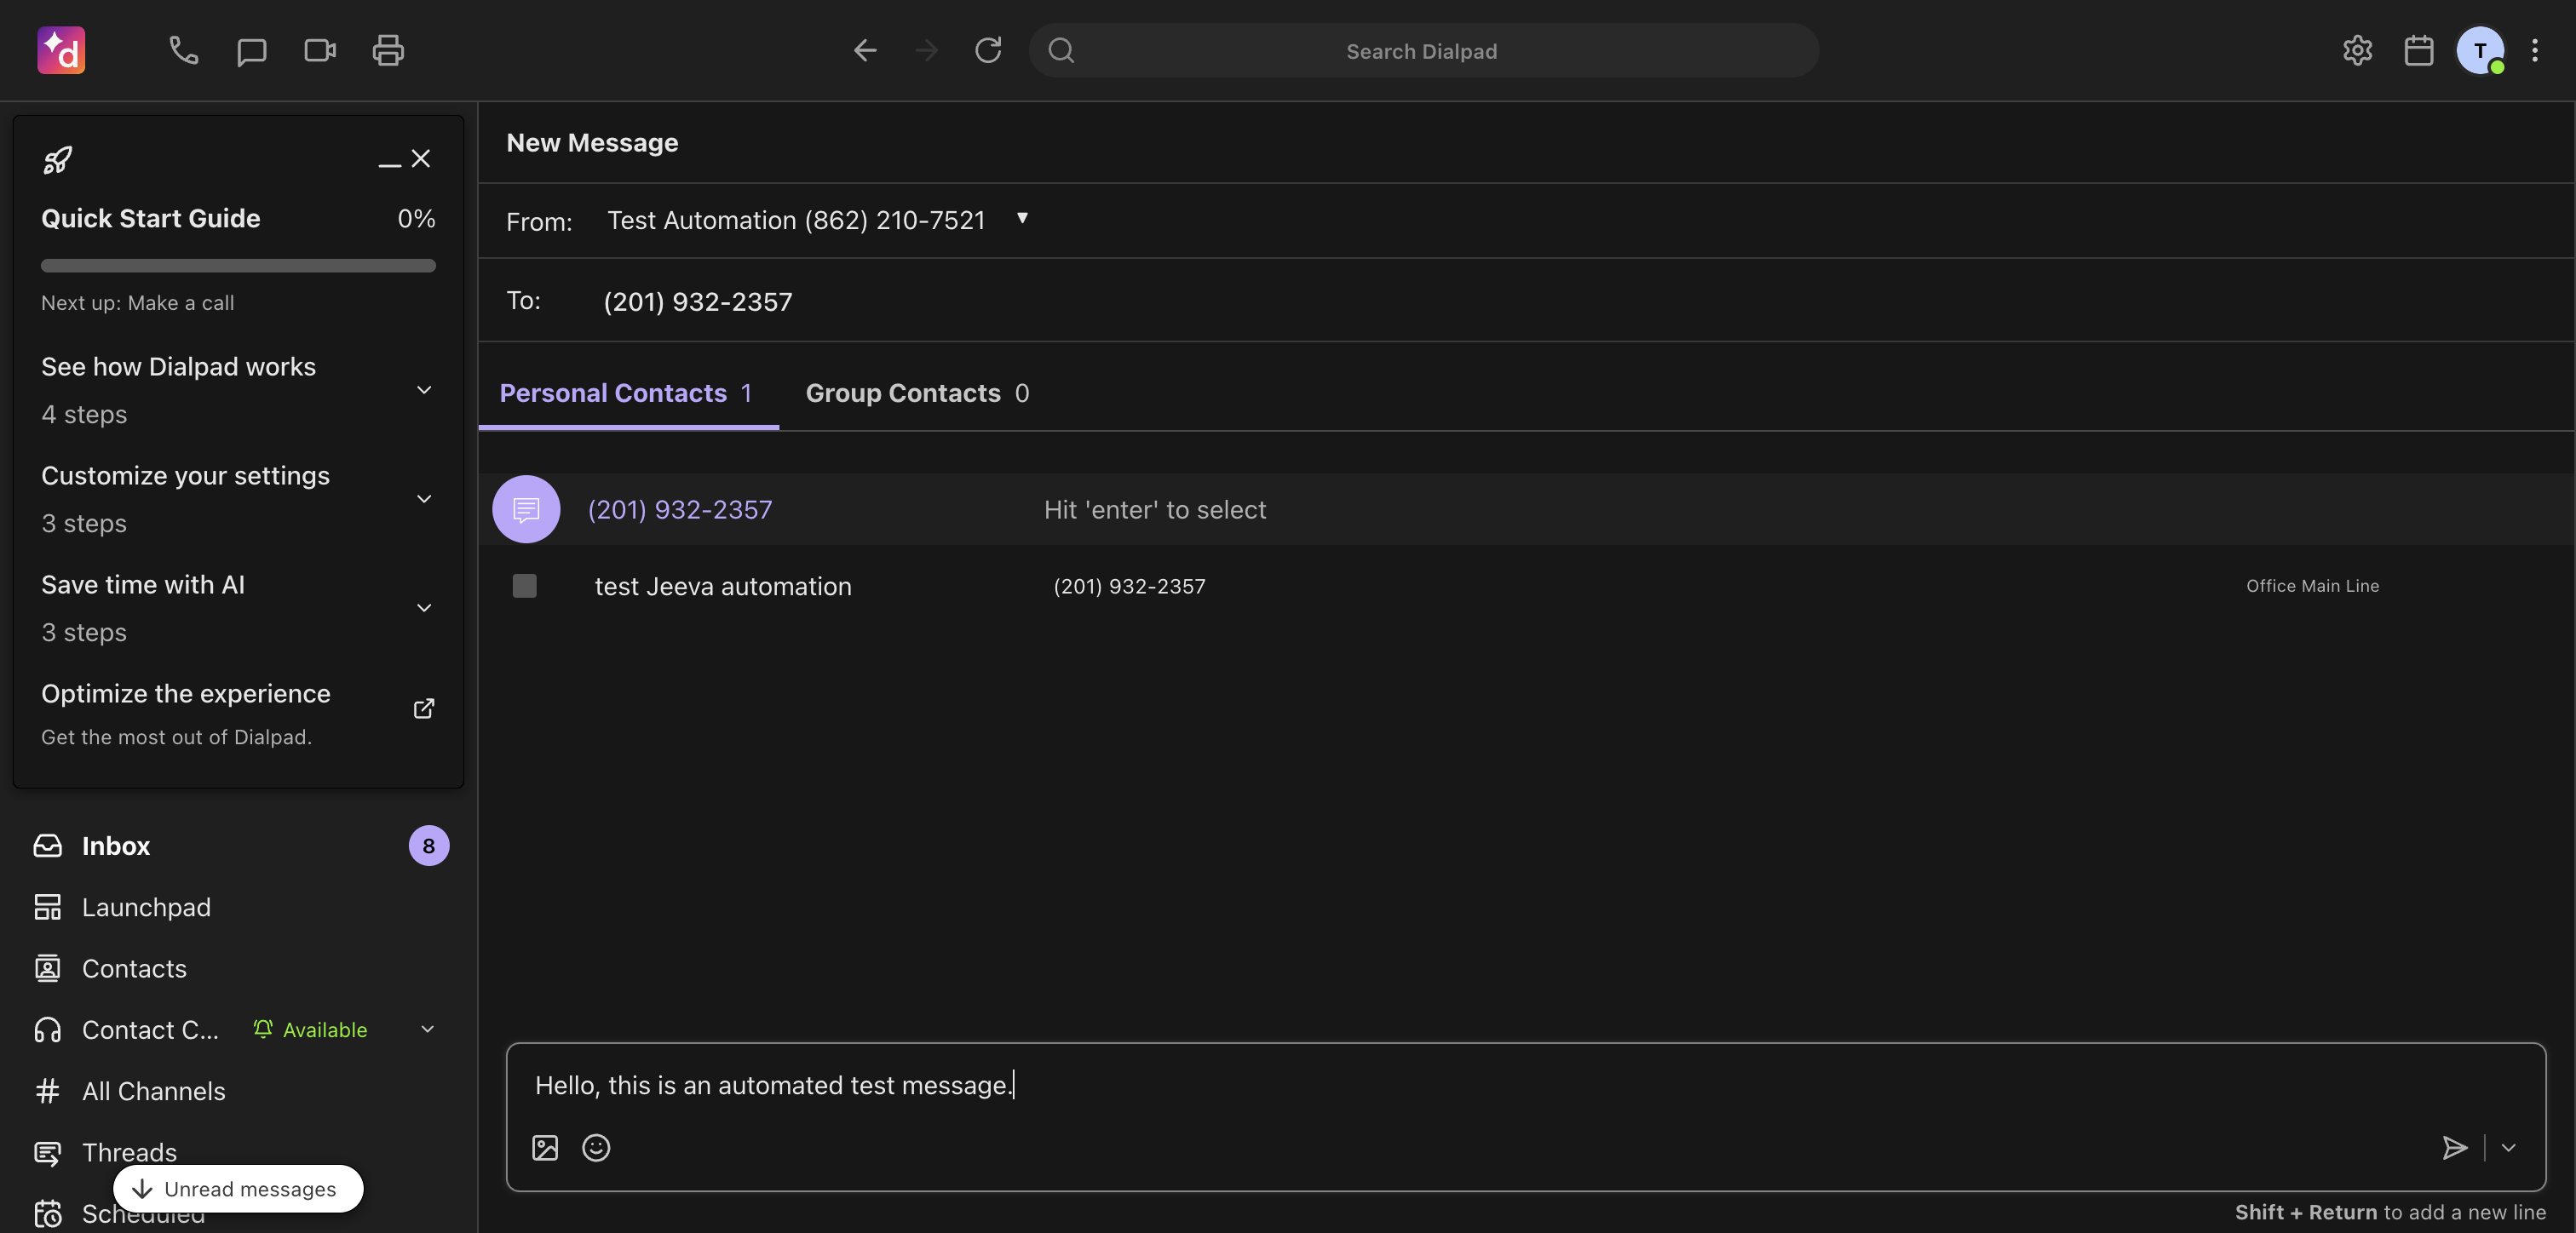 d
Search Dialpad
T
Quick Start Guide 0%
Next up: Make a call
See how Dialpad works
4 steps
Customize your settings
3 steps
Save time with AI
3 steps
Optimize the experience
Get the most out of Dialpad.
Inbox 8
Launchpad
Contacts
Contact C... Available
All Channels
Threads
Unread messages
Scheduled
New Message
From: Test Automation (862) 210-7521
To: (201) 932-2357
Personal Contacts 1 Group Contacts 0
(201) 932-2357 Hit 'enter' to select
test Jeeva automation (201) 932-2357 Office Main Line
Hello, this is an automated test message.
Shift + Return to add a new line